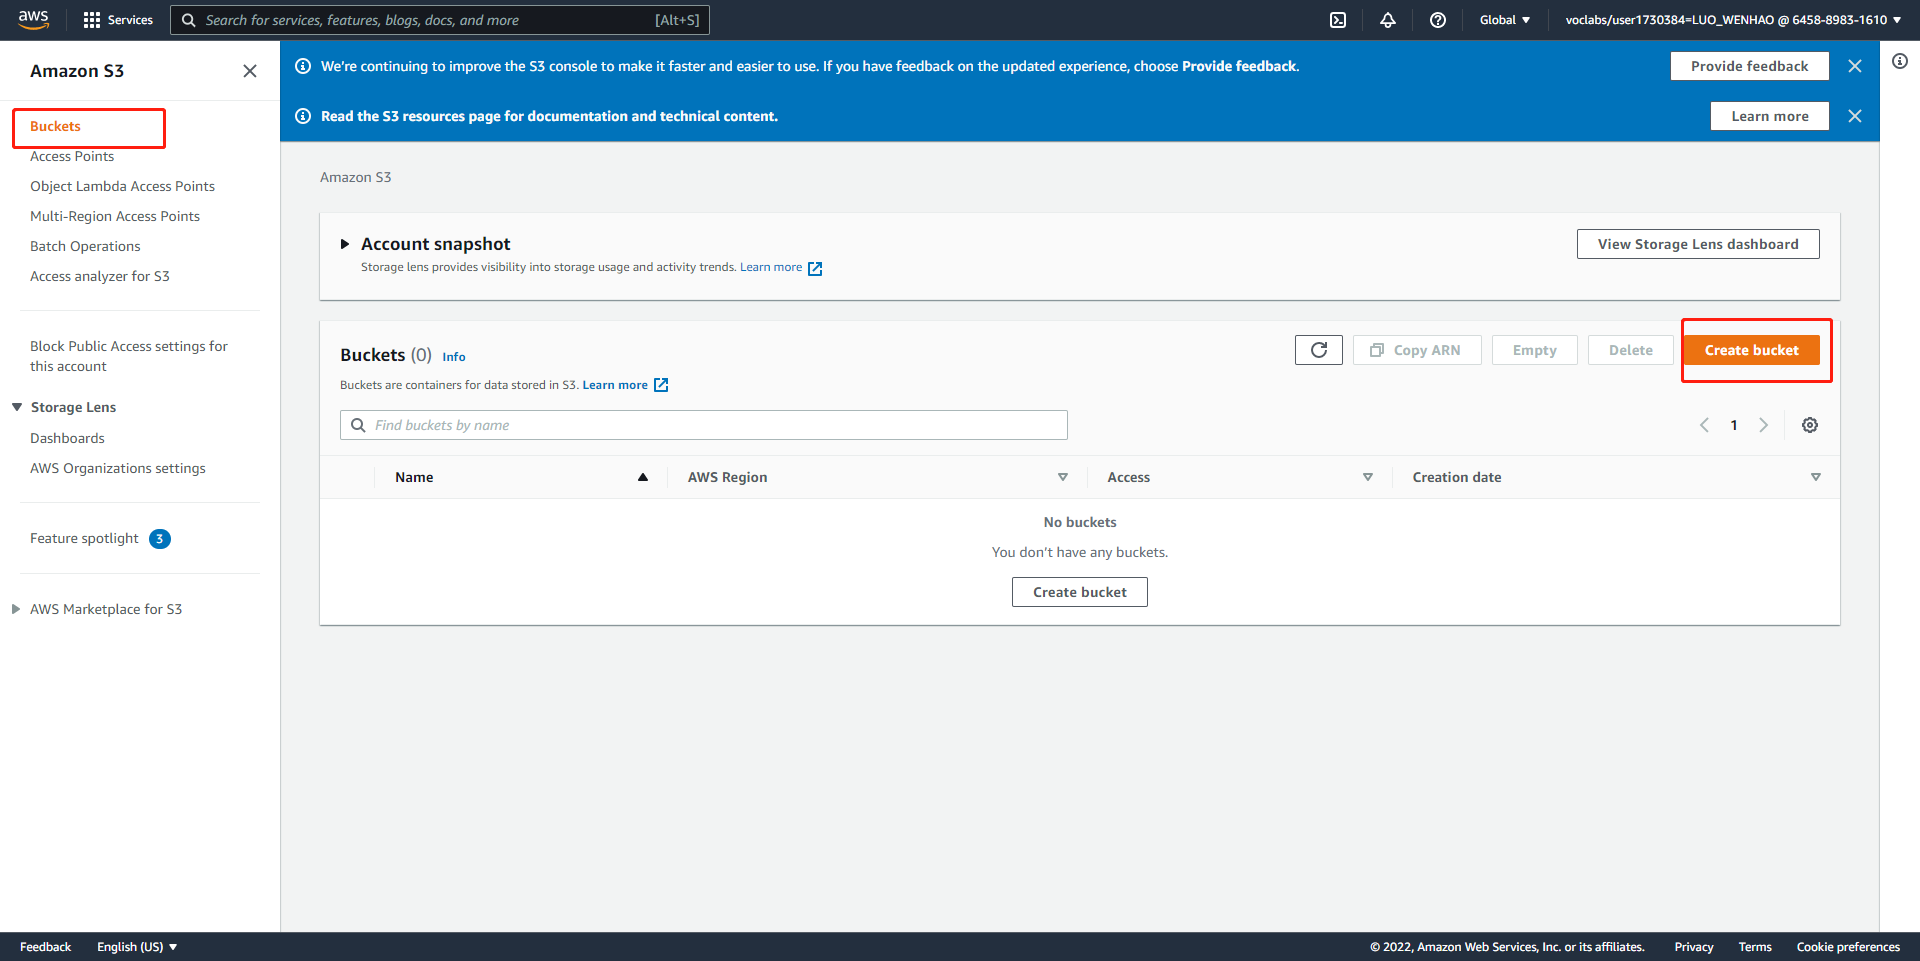 aws
Services
Search for services, features, blogs, docs, and more
[Alt+S]
Global
voclabs/user1730384=LUO_WENHAO @ 6458-8983-1610
Amazon S3
Buckets
Access Points
Object Lambda Access Points
Multi-Region Access Points
Batch Operations
Access analyzer for S3
Block Public Access settings for
this account
Storage Lens
Dashboards
AWS Organizations settings
Feature spotlight 3
AWS Marketplace for S3
We're continuing to improve the S3 console to make it faster and easier to use. If you have feedback on the updated experience, choose Provide feedback.
Provide feedback
Read the S3 resources page for documentation and technical content.
Learn more
Amazon S3
Account snapshot
Storage lens provides visibility into storage usage and activity trends. Learn more
View Storage Lens dashboard
Buckets (0) Info
Buckets are containers for data stored in S3. Learn more
Copy ARN
Empty
Delete
Create bucket
Find buckets by name
1
Name
AWS Region
Access
Creation date
No buckets
You don't have any buckets.
Create bucket
Feedback
English (US)
© 2022, Amazon Web Services, Inc. or its affiliates.
Privacy
Terms
Cookie preferences